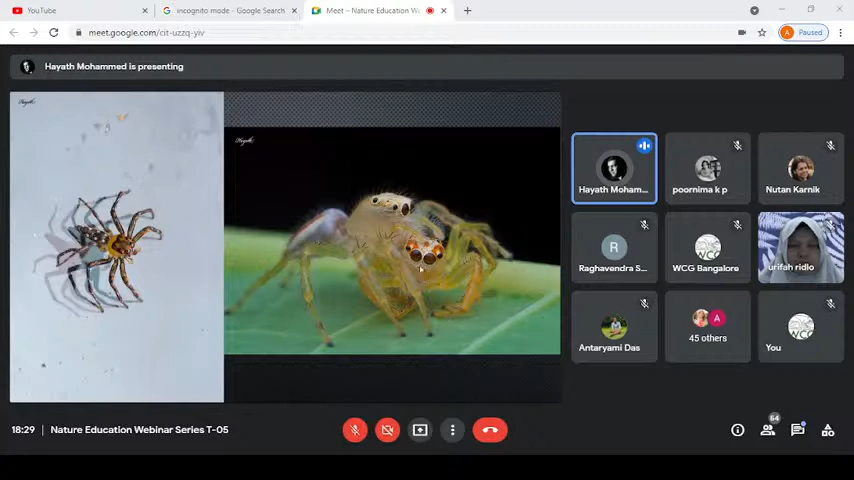 YouTube
incognito mode - Google Search
Meet – Nature Education W
meet.google.com/cit-uzzq-yiv
A
Paused
Hayath Mohammed is presenting
Hayath Moham...
poornima k p
Nutan Karnik
R
Raghavendra S...
WCG
WCG Bangalore
urifah ridlo
Antaryami Das
A
45 others
WCG
You
18:29 | Nature Education Webinar Series T-05
64